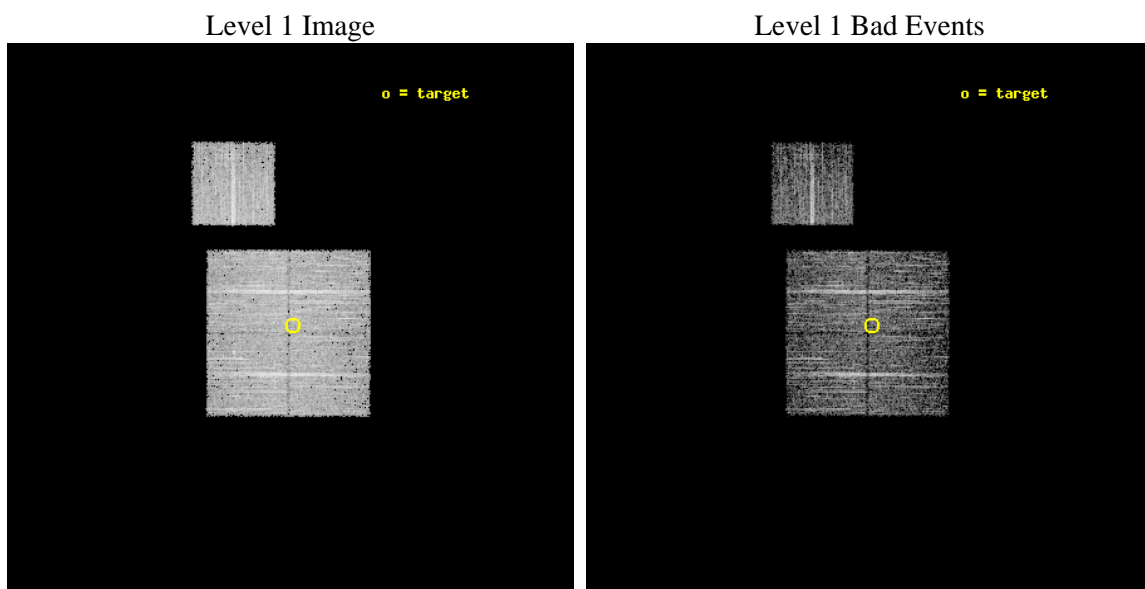 Level 1 Image
Level 1 Bad Events
o = target
o = target